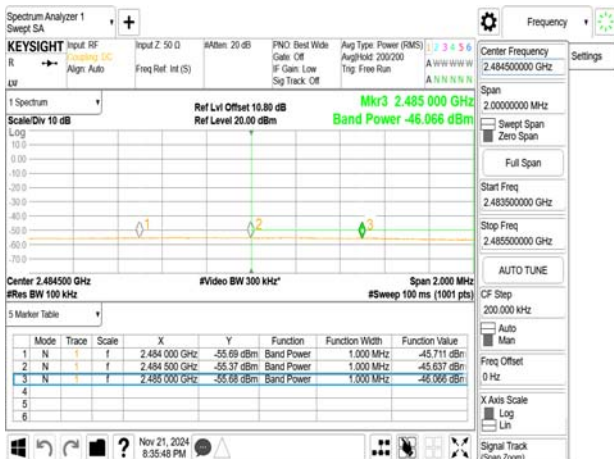 Spectrum Analyzer 1
Swept SA
+
Frequency
KEYSIGHT
R
Input: RF
Coupling: DC
Align: Auto
Input Z: 50 Ω
Freq Ref: Int (S)
#Atten: 20 dB
PNO: Best Wide
Gate: Off
IF Gain: Low
Sig Track: Off
Avg Type: Power (RMS)
Avg|Hold: 200/200
Trig: Free Run
1 2 3 4 5 6
A W W W W W
A N N N N N
Settings
1 Spectrum
Scale/Div 10 dB
Ref Lvl Offset 10.80 dB
Ref Level 20.00 dBm
Mkr3 2.485 000 GHz
Band Power -46.066 dBm
Log
10.0
0.00
-10.0
-20.0
-30.0
-40.0
-50.0
-60.0
-70.0
1
2
3
Center 2.484500 GHz
#Res BW 100 kHz
#Video BW 300 kHz*
Span 2.000 MHz
#Sweep 100 ms (1001 pts)
5 Marker Table
Mode Trace Scale X Y Function Function Width Function Value
1 N 1 f 2.484 000 GHz -55.69 dBm Band Power 1.000 MHz -45.711 dBm
2 N 1 f 2.484 500 GHz -55.37 dBm Band Power 1.000 MHz -45.637 dBm
3 N 1 f 2.485 000 GHz -55.68 dBm Band Power 1.000 MHz -46.066 dBm
4
5
6
Nov 21, 2024
8:35:48 PM
?
Center Frequency
2.484500000 GHz
Span
2.00000000 MHz
Swept Span
Zero Span
Full Span
Start Freq
2.483500000 GHz
Stop Freq
2.485500000 GHz
AUTO TUNE
CF Step
200.000 kHz
Auto
Man
Freq Offset
0 Hz
X Axis Scale
Log
Lin
Signal Track
(Span Zoom)